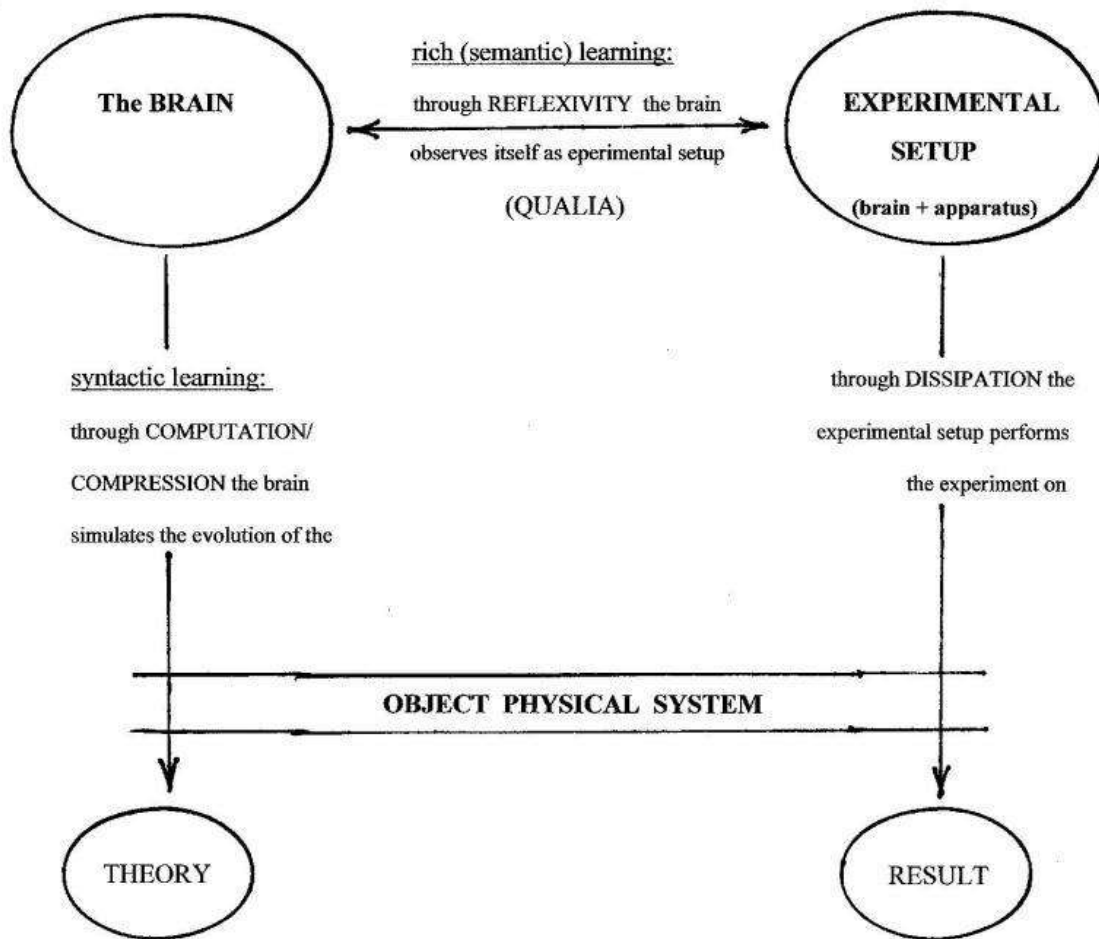 The BRAIN
rich (semantic) learning:
through REFLEXIVITY the brain
observes itself as eperimental setup
(QUALIA)
EXPERIMENTAL
SETUP
(brain + apparatus)
syntactic learning:
through COMPUTATION/
COMPRESSION the brain
simulates the evolution of the
through DISSIPATION the
experimental setup performs
the experiment on
OBJECT PHYSICAL SYSTEM
THEORY
RESULT